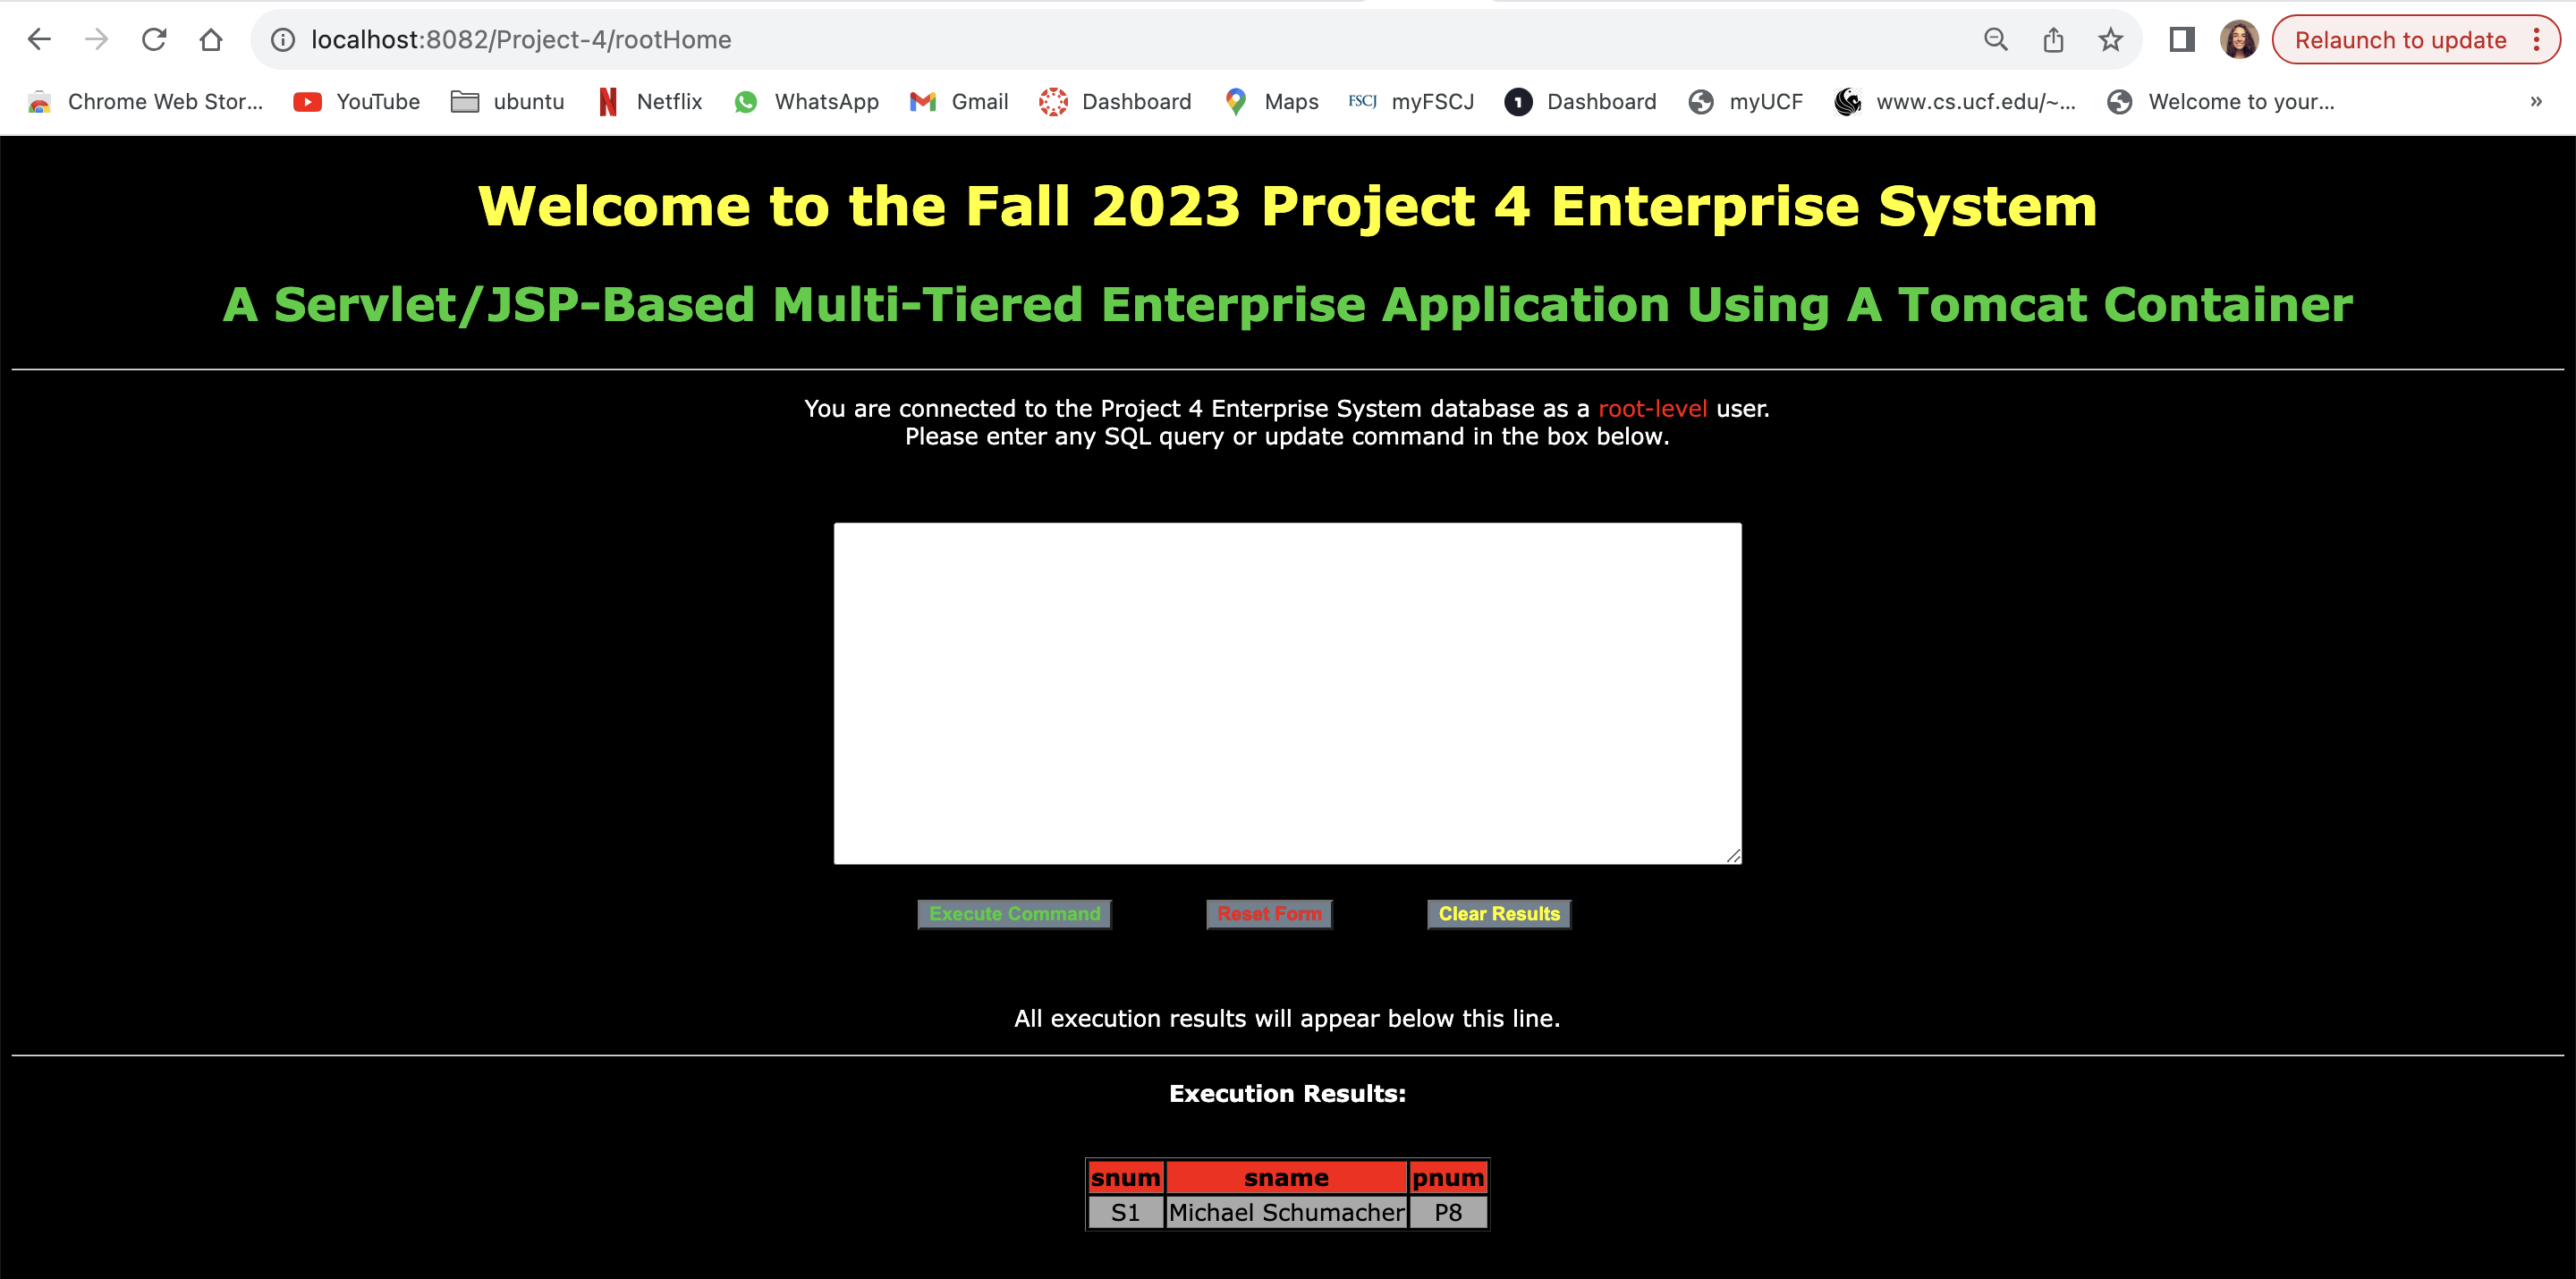 localhost:8082/Project-4/rootHome
Relaunch to update
Chrome Web Stor... YouTube ubuntu Netflix WhatsApp Gmail Dashboard Maps FSCJ myFSCJ 1 Dashboard myUCF www.cs.ucf.edu/~... Welcome to your... »
Welcome to the Fall 2023 Project 4 Enterprise System
A Servlet/JSP-Based Multi-Tiered Enterprise Application Using A Tomcat Container
You are connected to the Project 4 Enterprise System database as a root-level user.
Please enter any SQL query or update command in the box below.
Execute Command Reset Form Clear Results
All execution results will appear below this line.
Execution Results:
snum sname pnum
S1 Michael Schumacher P8